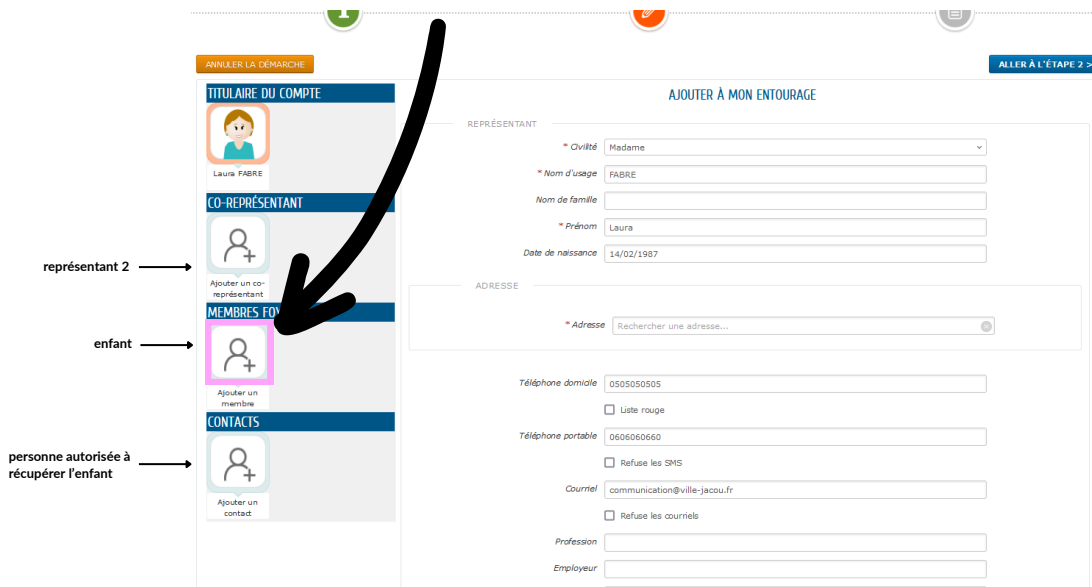 1
ANNULER LA DÉMARCHE
ALLER À L'ÉTAPE 2 >
TITULAIRE DU COMPTE
Laura FABRE
CO-REPRÉSENTANT
représentant 2
Ajouter un co-
représentant
MEMBRES
enfant
Ajouter un
membre
CONTACTS
personne autorisée à
récupérer l'enfant
Ajouter un
contact
AJOUTER À MON ENTOURAGE
REPRÉSENTANT
* Civilité Madame
* Nom d'usage FABRE
Nom de famille
* Prénom Laura
Date de naissance 14/02/1987
ADRESSE
* Adresse Rechercher une adresse...
Téléphone domicile 0505050505
Liste rouge
Téléphone portable 0606060660
Refuse les SMS
Courriel communication@ville-jacou.fr
Refuse les courriels
Profession
Employeur